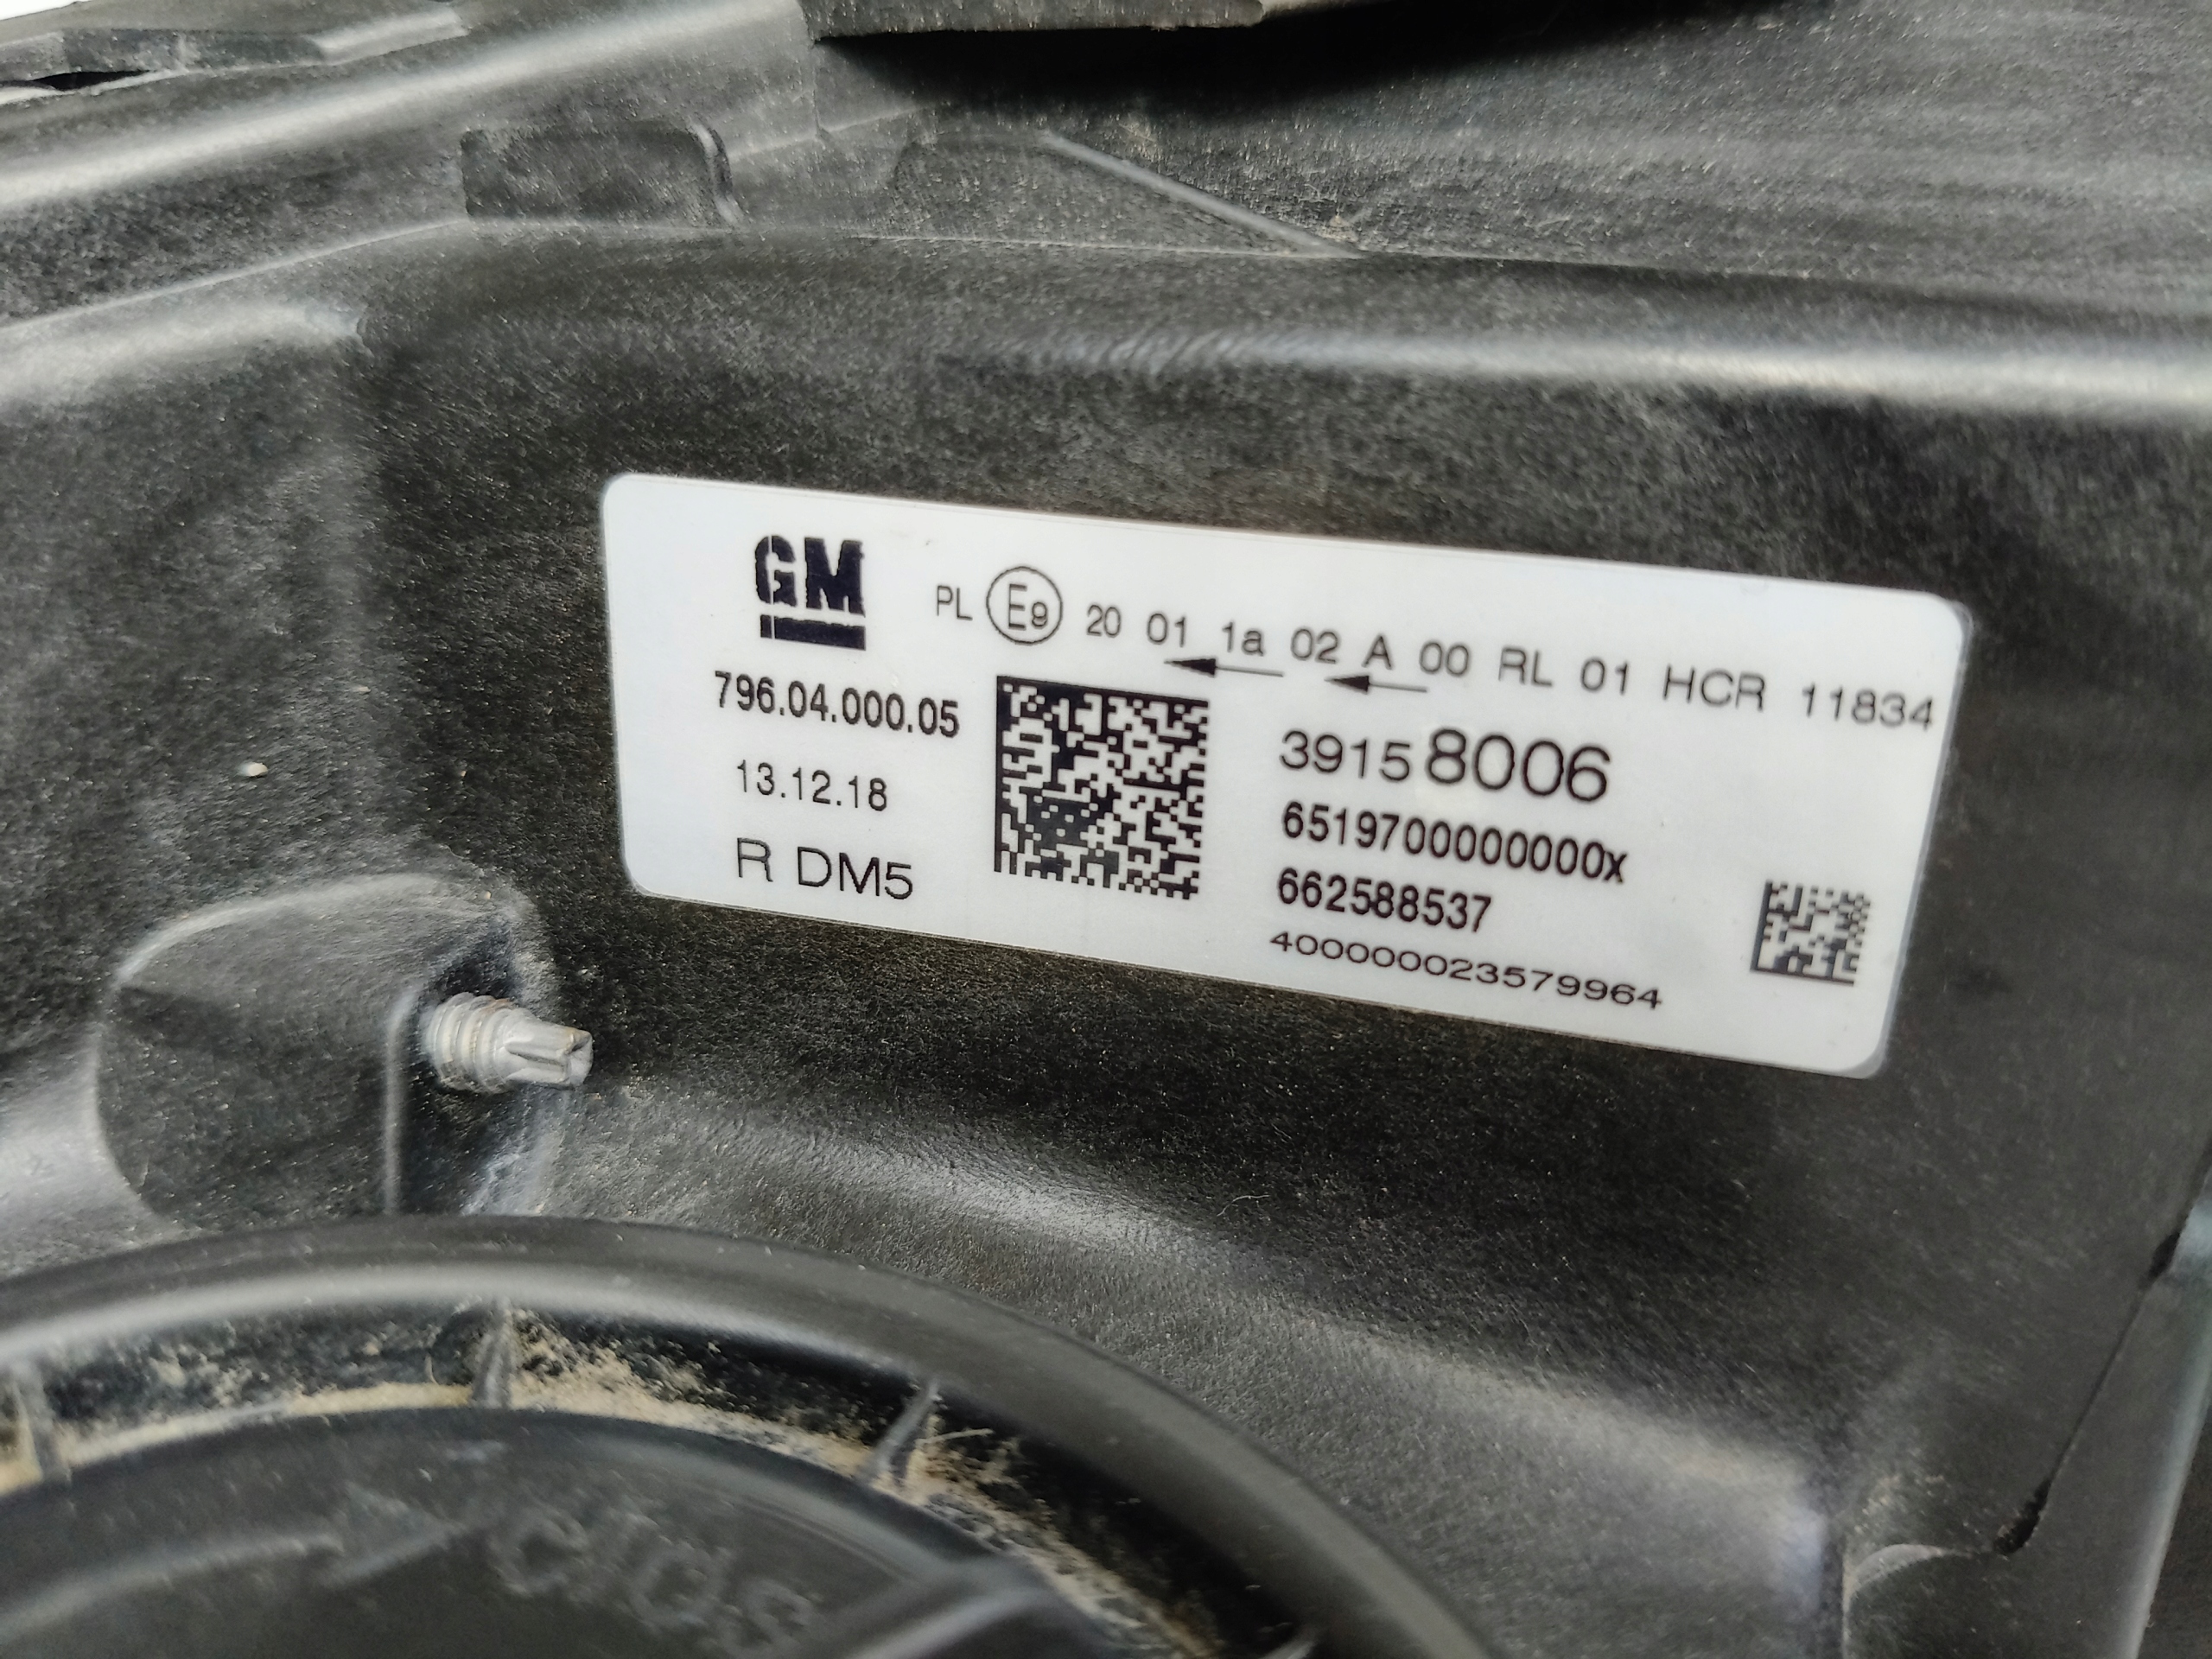 GM
PL E9 20 01 1a 02 A 00 RL 01 HCR 11834
796.04.000.05
13.12.18
R DM5
39158006
6519700000000x
662588537
400000023579964